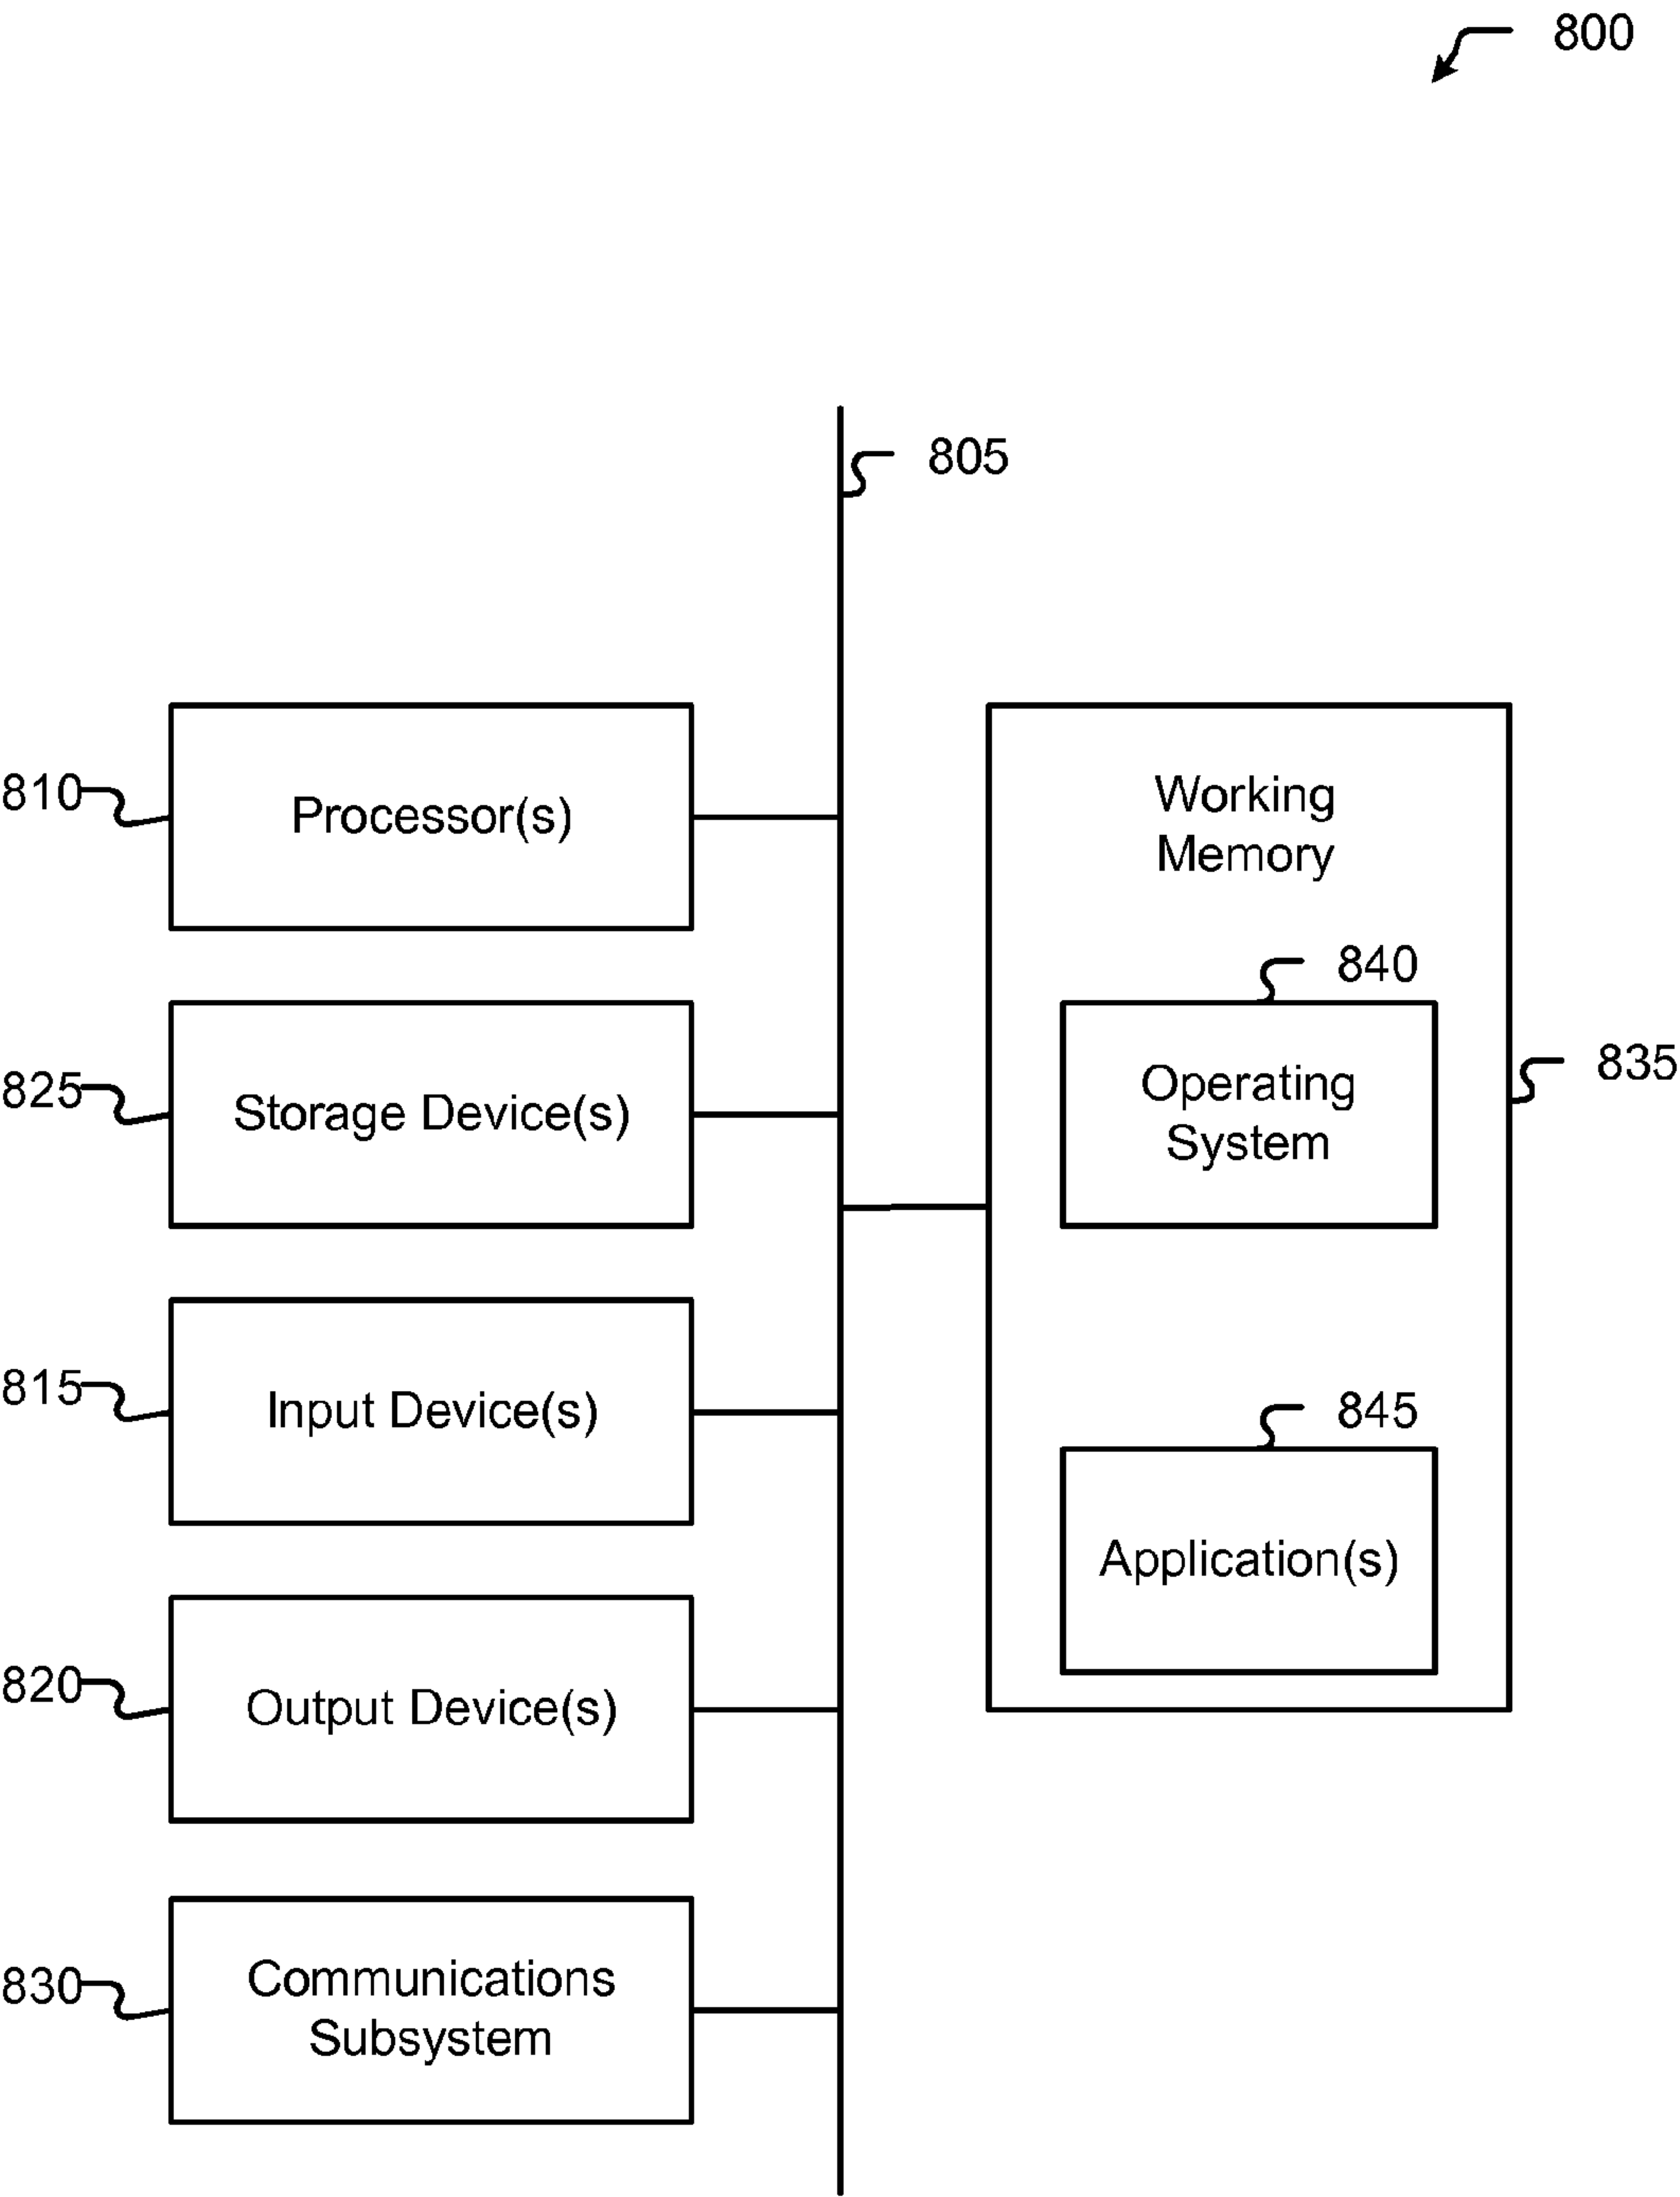 800
805
810
Processor(s)
Working
Memory
840
825
Storage Device(s)
Operating
System
835
815
Input Device(s)
845
Application(s)
820
Output Device(s)
830
Communications
Subsystem